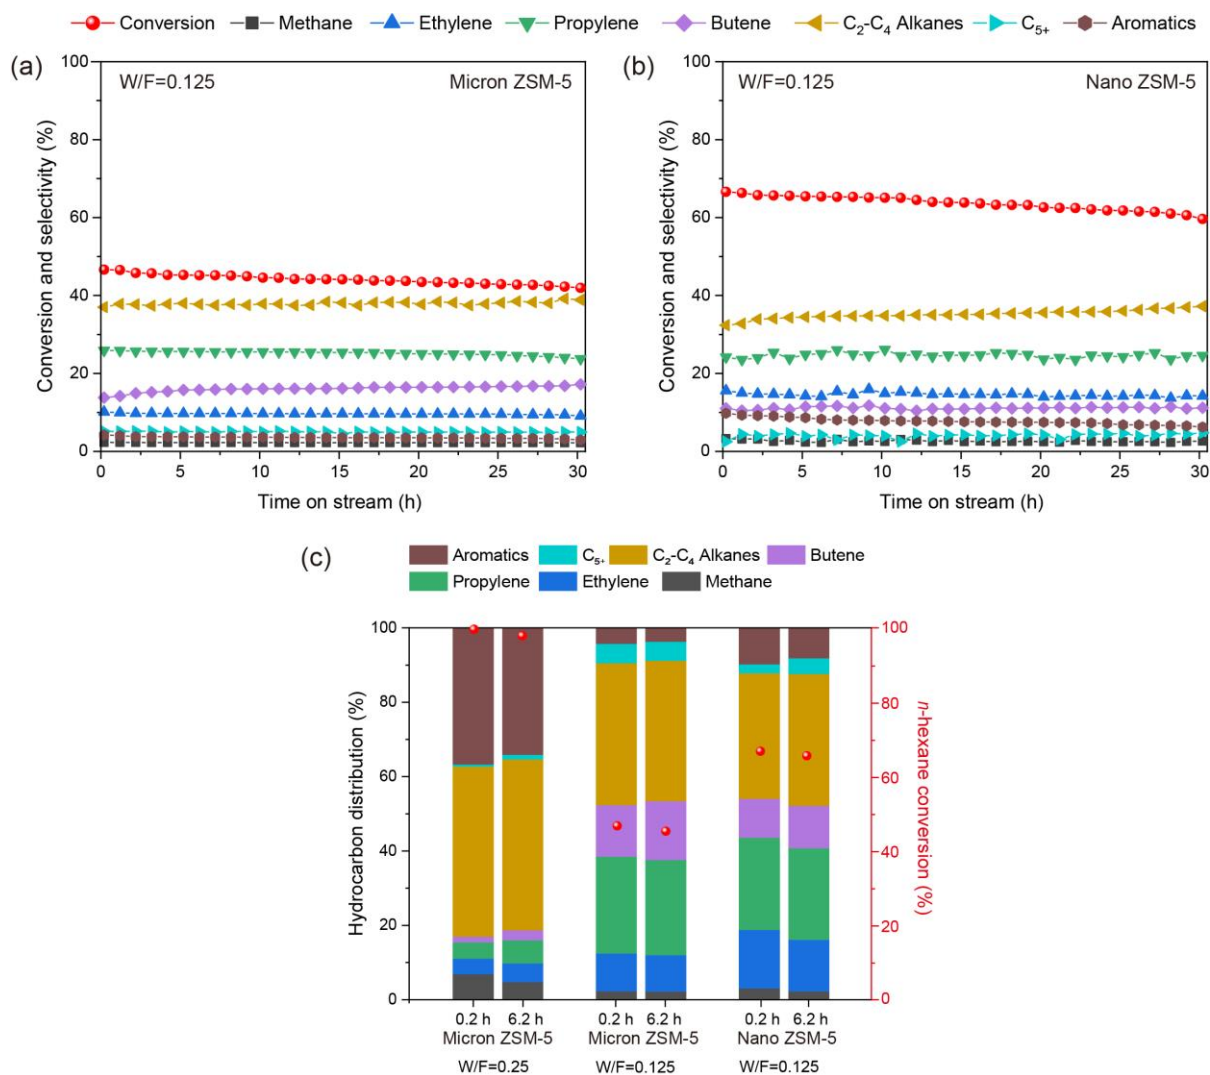 Conversion Methane Ethylene Propylene Butene C₂-C₄ Alkanes C₅₊ Aromatics
(a)
W/F=0.125 Micron ZSM-5
Conversion and selectivity (%)
100
80
60
40
20
0
0 5 10 15 20 25 30
Time on stream (h)
(b)
W/F=0.125 Nano ZSM-5
Conversion and selectivity (%)
100
80
60
40
20
0
0 5 10 15 20 25 30
Time on stream (h)
(c)
Aromatics C₅₊ C₂-C₄ Alkanes Butene
Propylene Ethylene Methane
Hydrocarbon distribution (%)
100
80
60
40
20
0
n-hexane conversion (%)
100
80
60
40
20
0
0.2 h 6.2 h 0.2 h 6.2 h 0.2 h 6.2 h
Micron ZSM-5 Micron ZSM-5 Nano ZSM-5
W/F=0.25 W/F=0.125 W/F=0.125